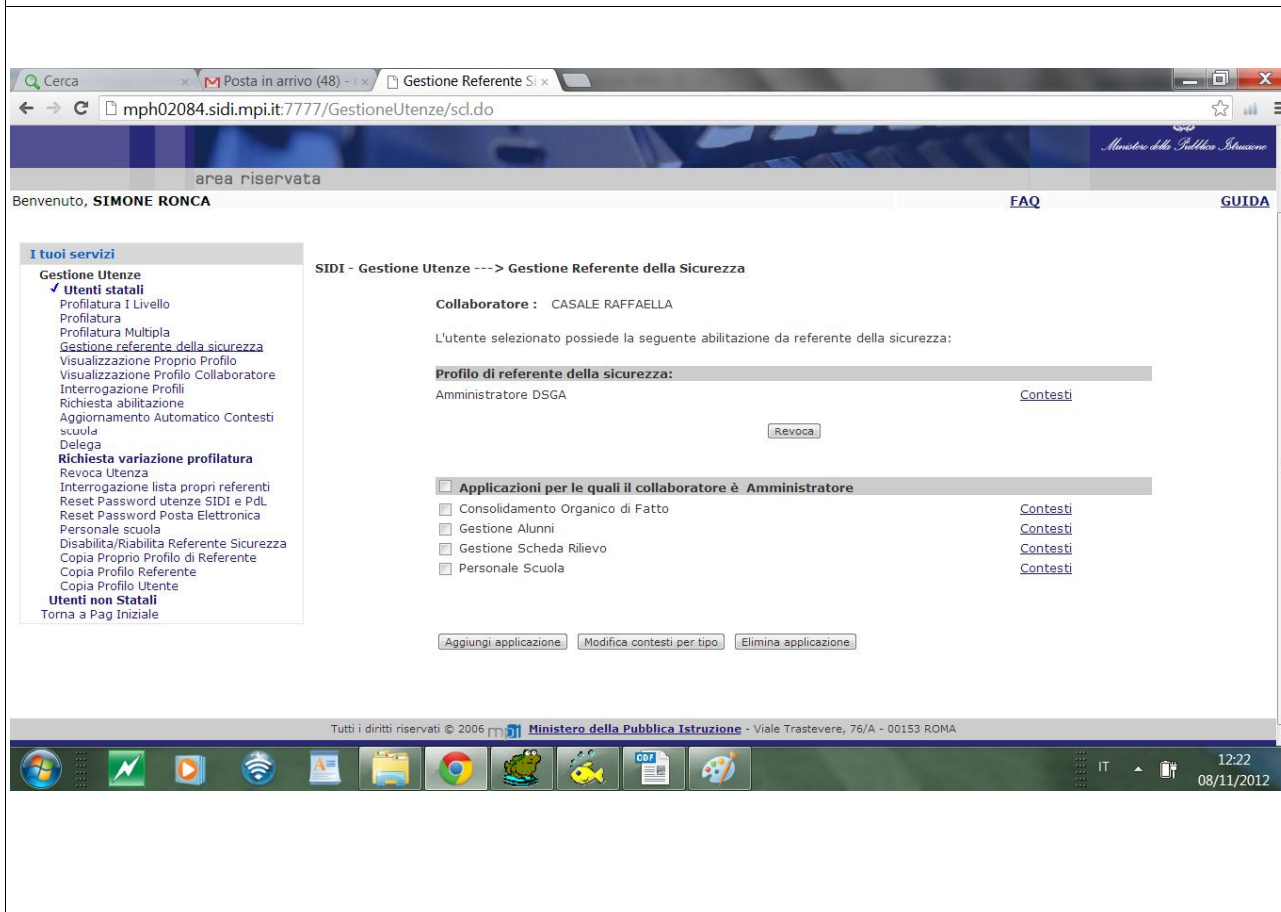 Cerca
Posta in arrivo (48) -
Gestione Referente Si
mph02084.sidi.mpi.it:7777/GestioneUtenze/scl.do
Ministero della Pubblica Istruzione
area riservata
Benvenuto, SIMONE RONCA FAQ GUIDA
I tuoi servizi
Gestione Utenze
Utenti statali
Profilatura I Livello
Profilatura
Profilatura Multipla
Gestione referente della sicurezza
Visualizzazione Proprio Profilo
Visualizzazione Profilo Collaboratore
Interrogazione Profili
Richiesta abilitazione
Aggiornamento Automatico Contesti
scuola
Delega
Richiesta variazione profilatura
Revoca Utenza
Interrogazione lista propri referenti
Reset Password utenze SIDI e PdL
Reset Password Posta Elettronica
Personale scuola
Disabilita/Riabilita Referente Sicurezza
Copia Proprio Profilo di Referente
Copia Profilo Referente
Copia Profilo Utente
Utenti non Statali
Torna a Pag Iniziale
SIDI - Gestione Utenze ---> Gestione Referente della Sicurezza
Collaboratore : CASALE RAFFAELLA
L'utente selezionato possiede la seguente abilitazione da referente della sicurezza:
Profilo di referente della sicurezza:
Amministratore DSGA Contesti
Revoca
Applicazioni per le quali il collaboratore è Amministratore
Consolidamento Organico di Fatto Contesti
Gestione Alunni Contesti
Gestione Scheda Rilievo Contesti
Personale Scuola Contesti
Aggiungi applicazione Modifica contesti per tipo Elimina applicazione
Tutti i diritti riservati © 2006 mpi Ministero della Pubblica Istruzione - Viale Trastevere, 76/A - 00153 ROMA
ODF
IT
12:22
08/11/2012